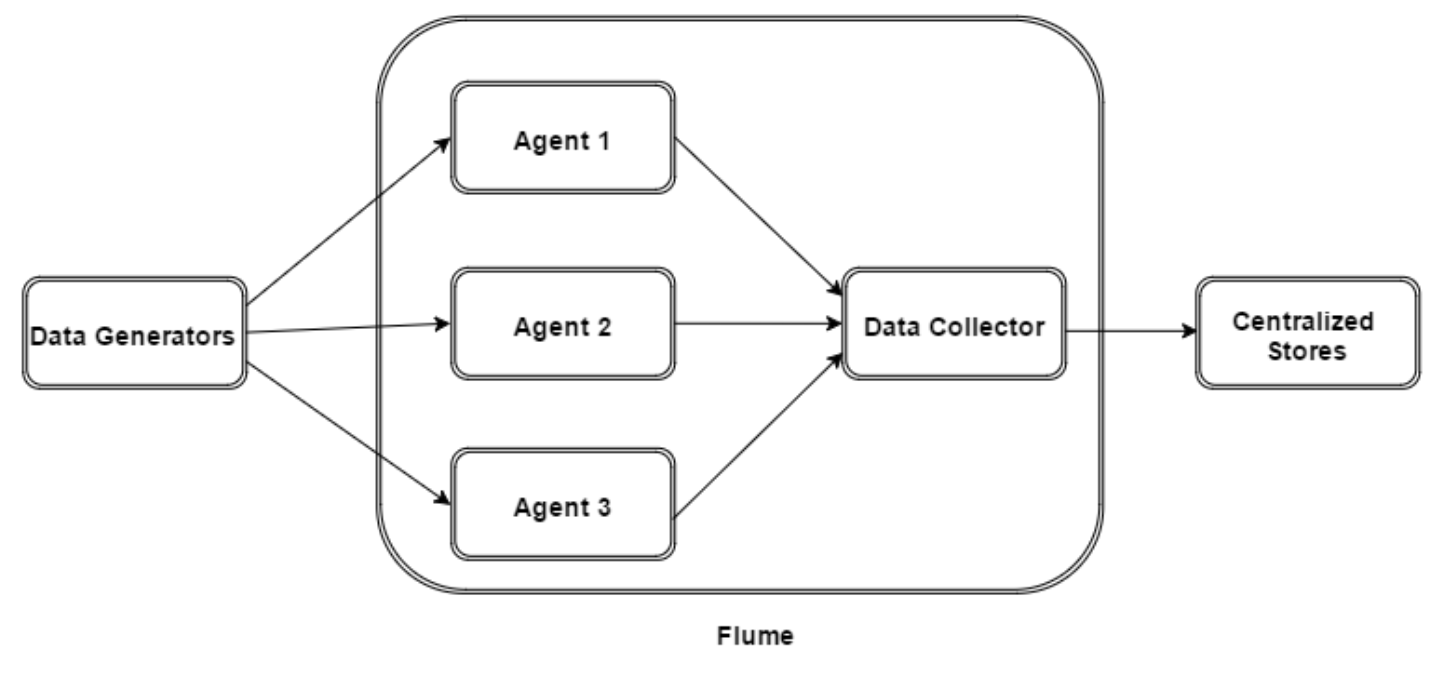 Agent 1
Data Generators
Agent 2
Data Collector
Centralized
Stores
Agent 3
Flume